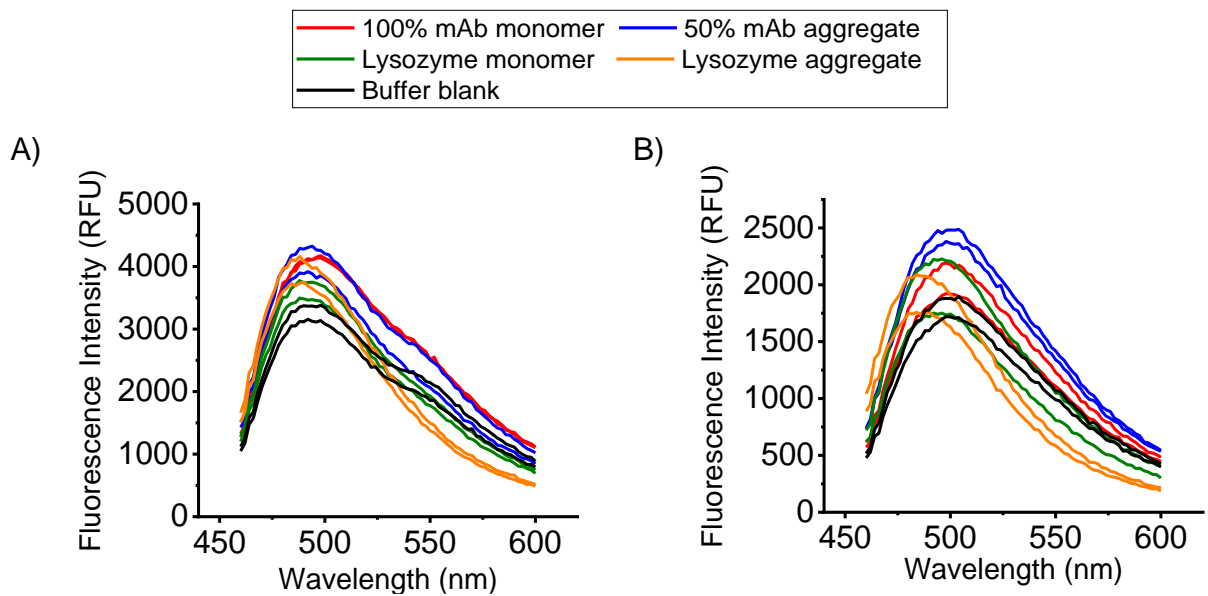 100% mAb monomer 50% mAb aggregate
Lysozyme monomer Lysozyme aggregate
Buffer blank
A)
Fluorescence Intensity (RFU)
5000
4000
3000
2000
1000
0
450 500 550 600
Wavelength (nm)
B)
Fluorescence Intensity (RFU)
2500
2000
1500
1000
500
0
450 500 550 600
Wavelength (nm)